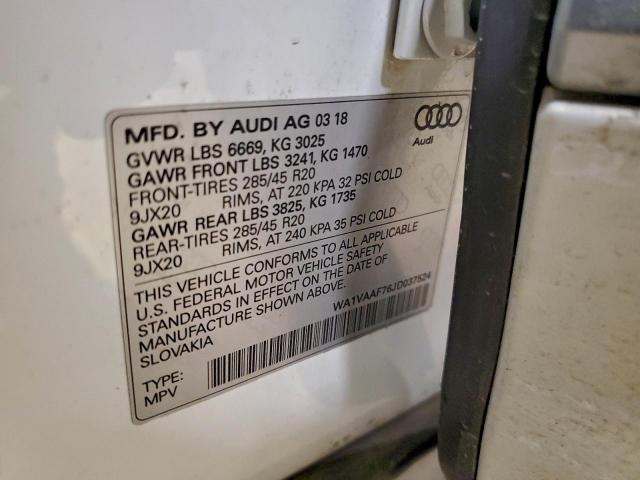 MFD. BY AUDI AG 03 18
GVWR LBS 6669, KG 3025
GAWR FRONT LBS 3241, KG 1470
FRONT-TIRES 285/45 R20
9JX20 RIMS, AT 220 KPA 32 PSI COLD
GAWR REAR LBS 3825, KG 1735
REAR-TIRES 285/45 R20
9JX20 RIMS, AT 240 KPA 35 PSI COLD
THIS VEHICLE CONFORMS TO ALL APPLICABLE
U.S. FEDERAL MOTOR VEHICLE SAFETY
STANDARDS IN EFFECT ON THE DATE OF
MANUFACTURE SHOWN ABOVE.
SLOVAKIA
WA1VAAF76JD037524
TYPE:
MPV
Audi